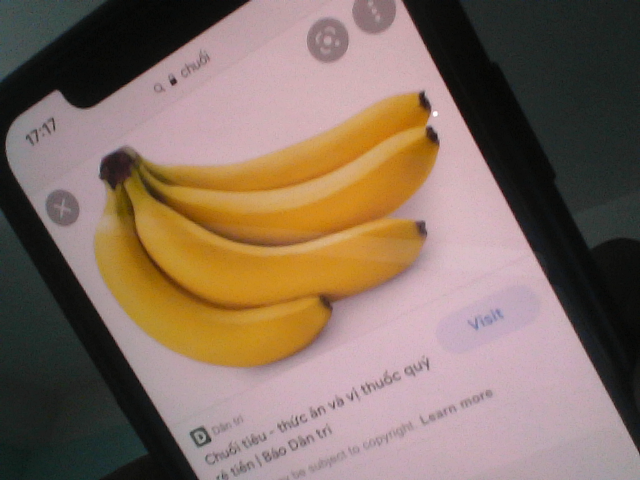 17:17
chuối
Visit
Dân trí
Chuối tiêu - thức ăn và vị thuốc quý
rẻ tiền | Báo Dân trí
be subject to copyright. Learn more